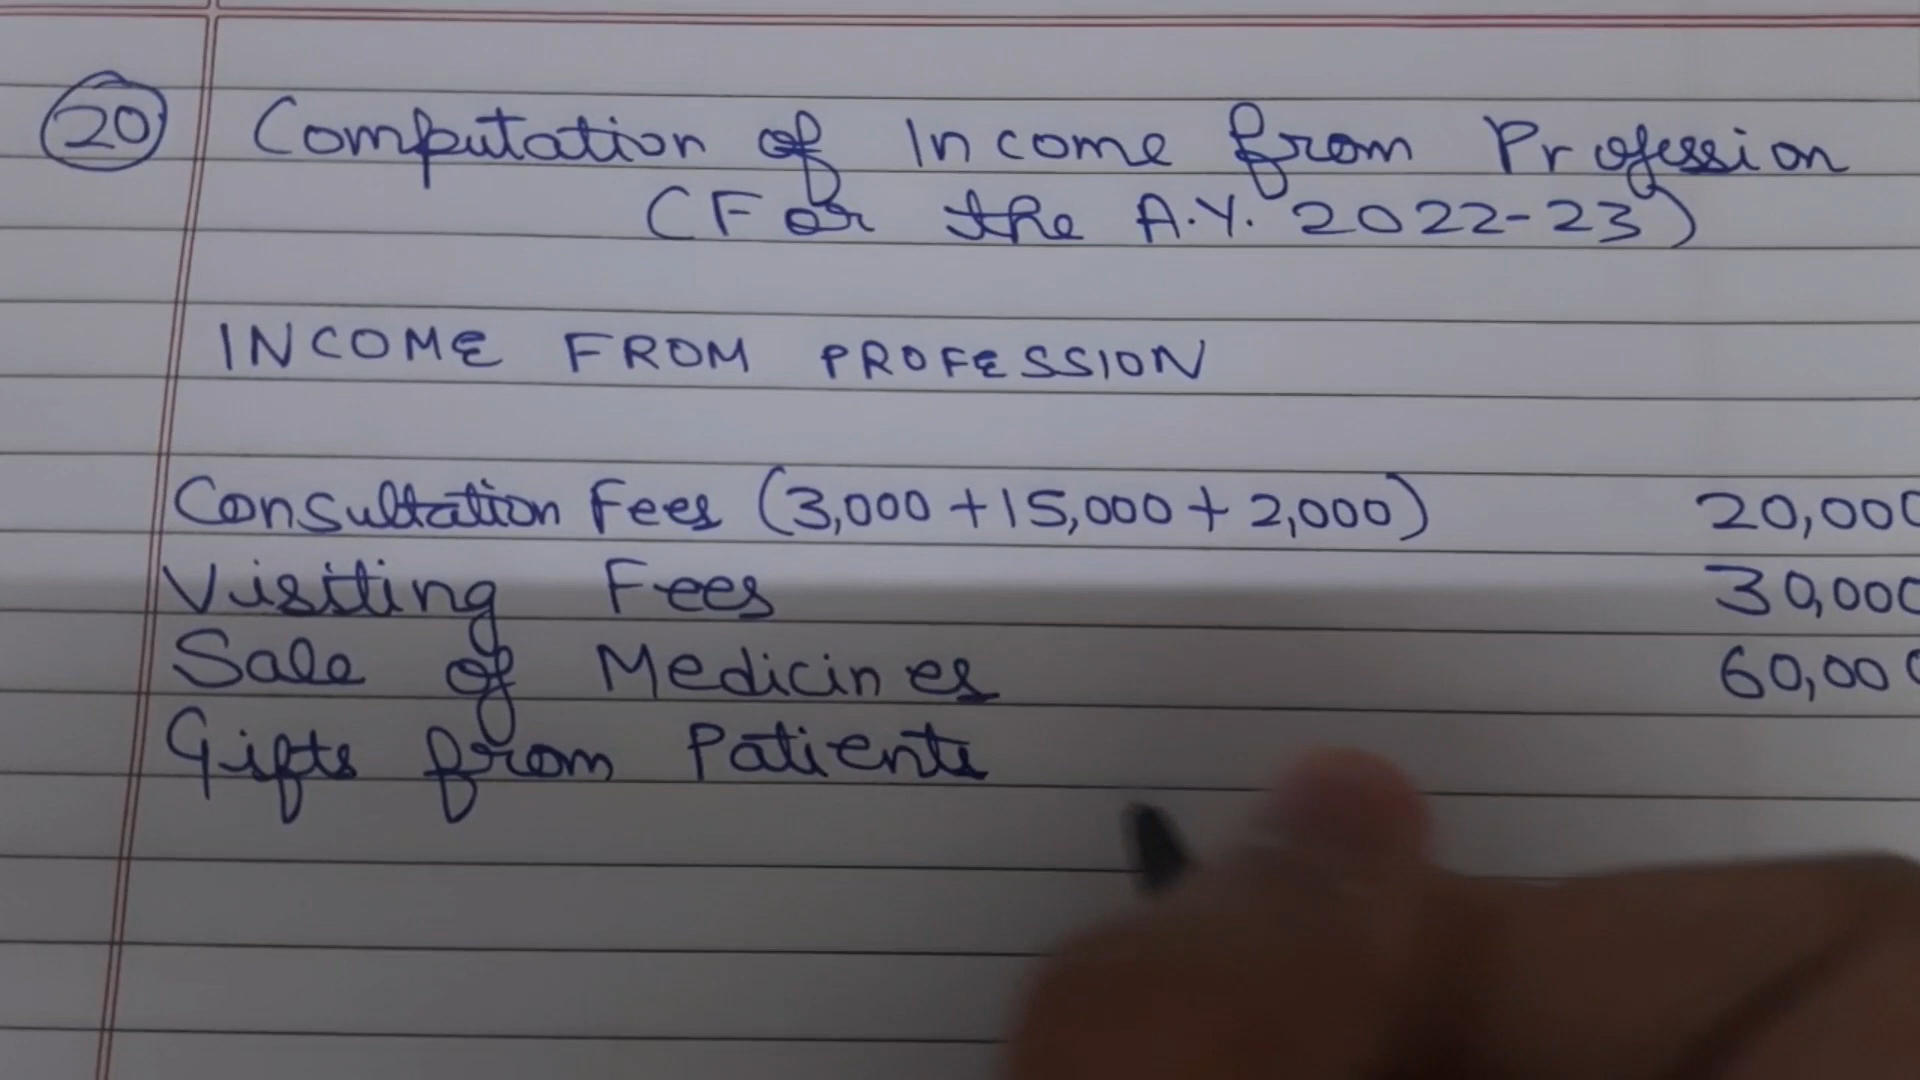 20 Computation of Income from Profession
(For the A.Y. 2022-23)
INCOME FROM PROFESSION
Consultation Fees (3,000 + 15,000 + 2,000) 20,000
Visiting Fees 30,000
Sale of Medicines 60,000
Gifts from Patients